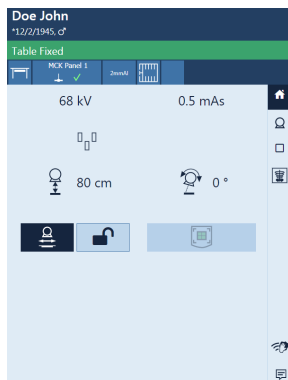 Doe John
*12/2/1945, ♂
Table Fixed
MCK Panel 1
2mmAl
68 kV 0.5 mAs
80 cm 0 °